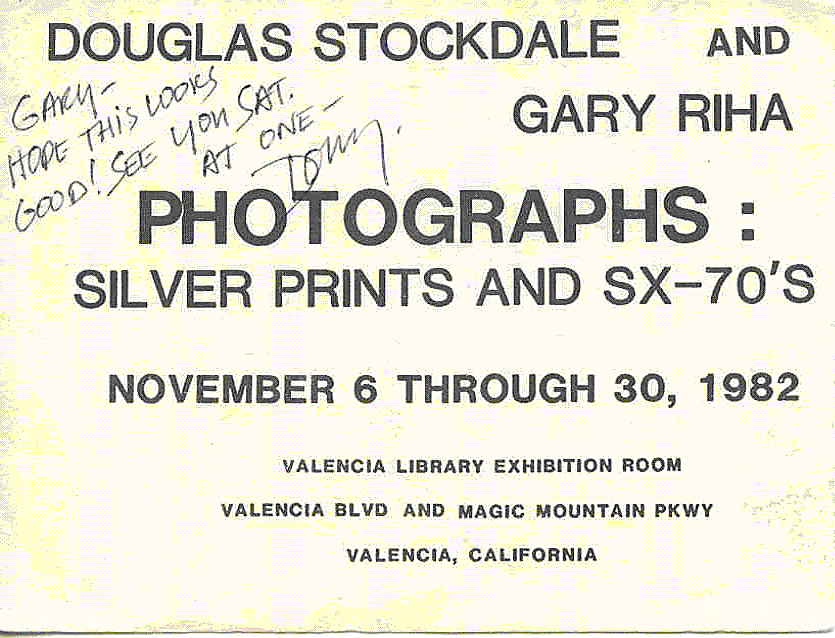 DOUGLAS STOCKDALE AND
GARY RIHA
GARY-
HOPE THIS LOOKS
GOOD! SEE YOU SAT.
AT ONE-
PHOTOGRAPHS :
SILVER PRINTS AND SX-70'S
NOVEMBER 6 THROUGH 30, 1982
VALENCIA LIBRARY EXHIBITION ROOM
VALENCIA BLVD AND MAGIC MOUNTAIN PKWY
VALENCIA, CALIFORNIA